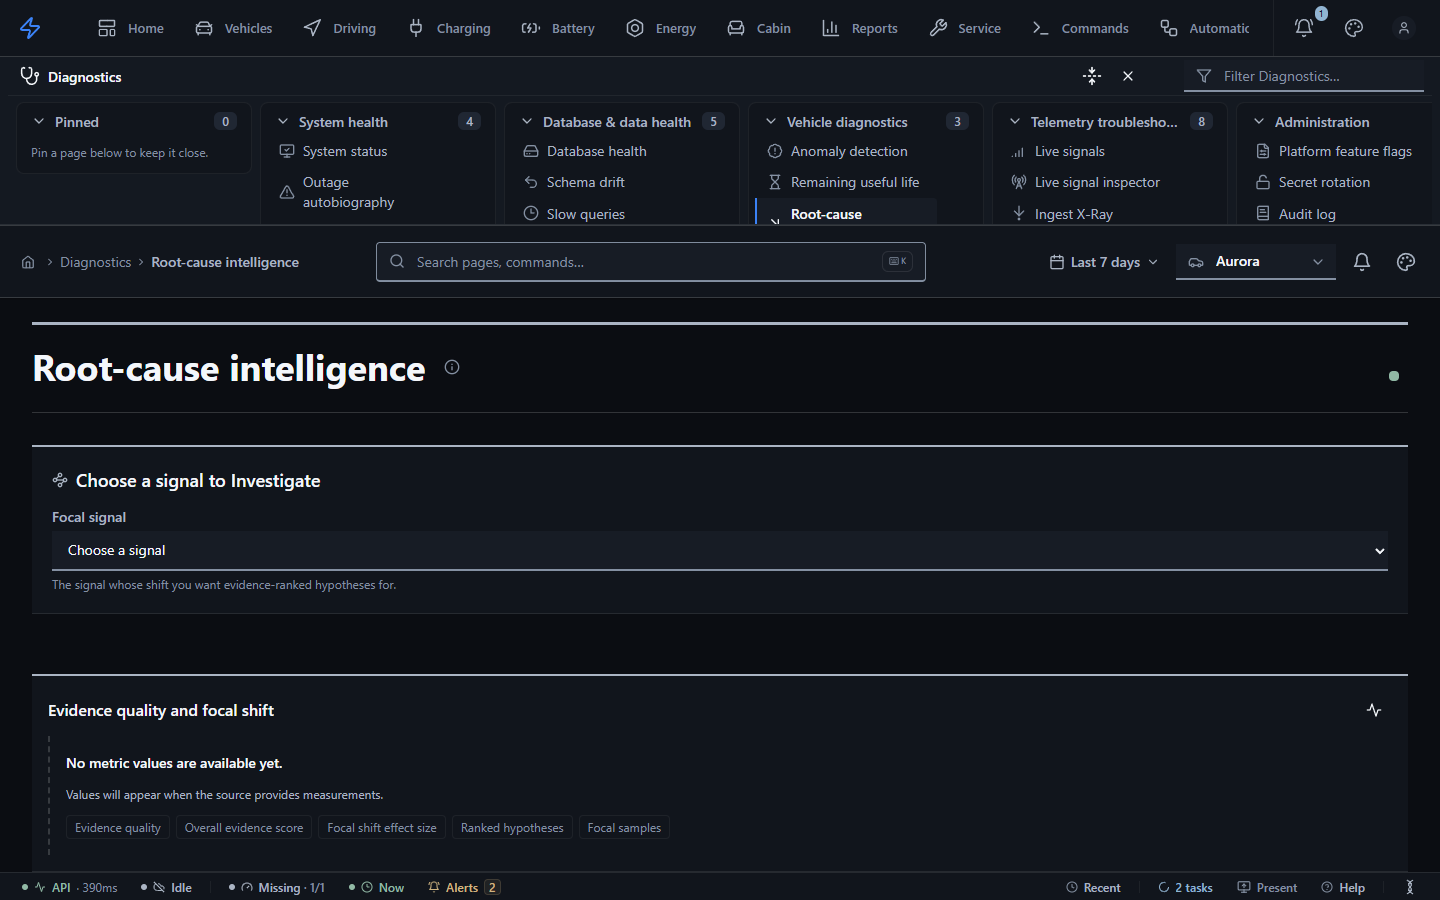 Home Vehicles Driving Charging Battery Energy Cabin Reports Service Commands Automatic 1
Diagnostics Filter Diagnostics...
Pinned 0
Pin a page below to keep it close.
System health 4
System status
Outage
autobiography
Database & data health 5
Database health
Schema drift
Slow queries
Vehicle diagnostics 3
Anomaly detection
Remaining useful life
Root-cause
Telemetry troublesho... 8
Live signals
Live signal inspector
Ingest X-Ray
Administration
Platform feature flags
Secret rotation
Audit log
Diagnostics Root-cause intelligence Search pages, commands... K Last 7 days Aurora
Root-cause intelligence
Choose a signal to Investigate
Focal signal
Choose a signal
The signal whose shift you want evidence-ranked hypotheses for.
Evidence quality and focal shift
No metric values are available yet.
Values will appear when the source provides measurements.
Evidence quality Overall evidence score Focal shift effect size Ranked hypotheses Focal samples
API · 390ms Idle Missing · 1/1 Now Alerts 2 Recent 2 tasks Present Help